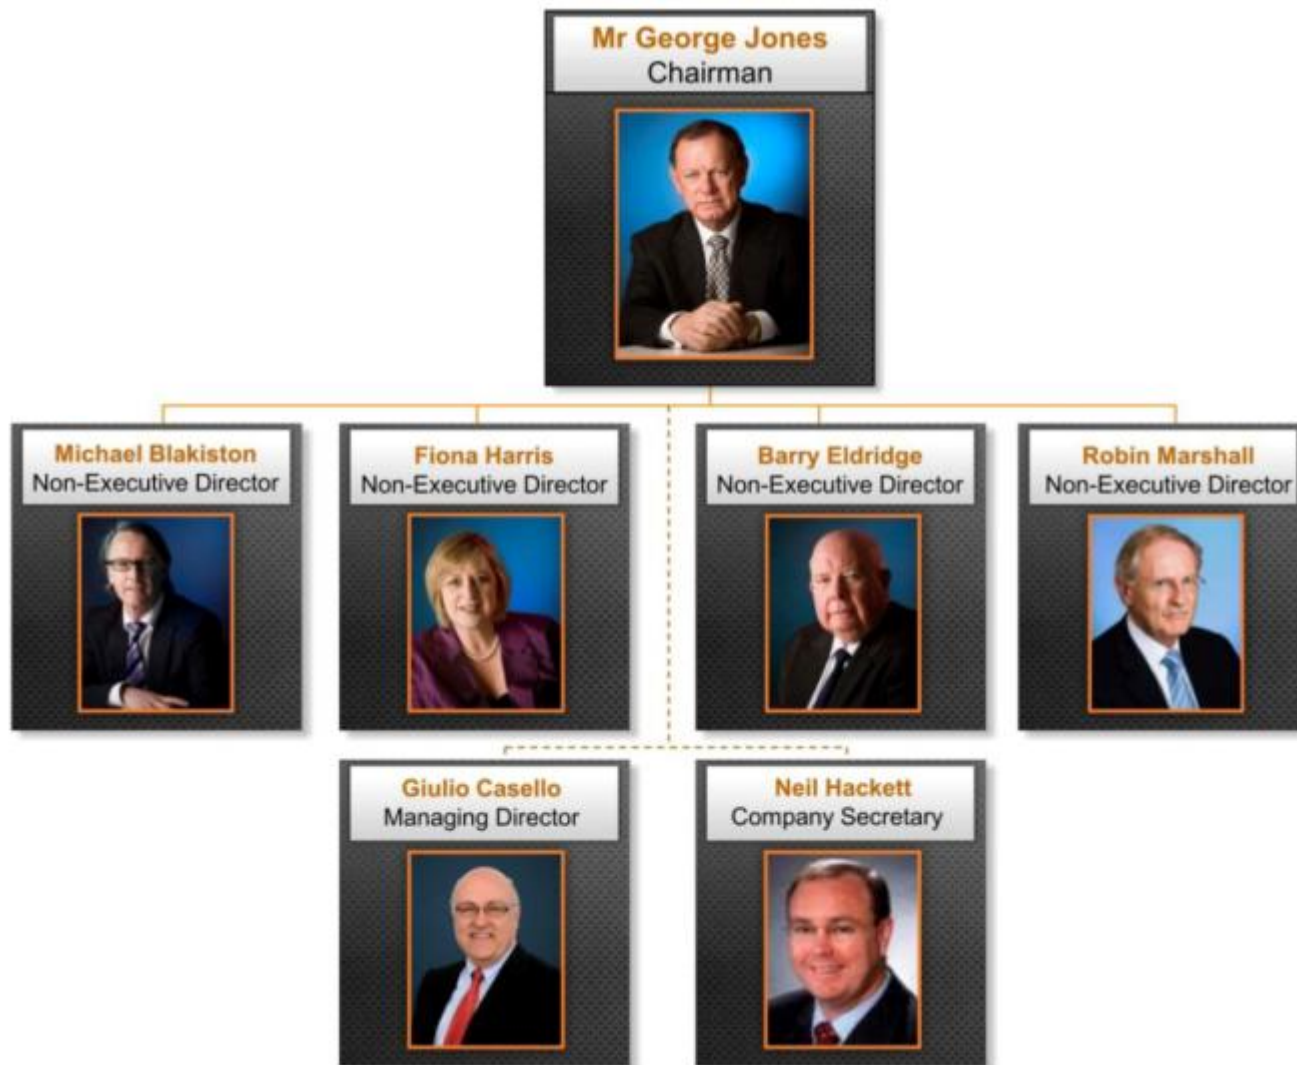 Mr George Jones
Chairman
Michael Blakiston
Non-Executive Director
Fiona Harris
Non-Executive Director
Barry Eldridge
Non-Executive Director
Robin Marshall
Non-Executive Director
Giulio Casello
Managing Director
Neil Hackett
Company Secretary